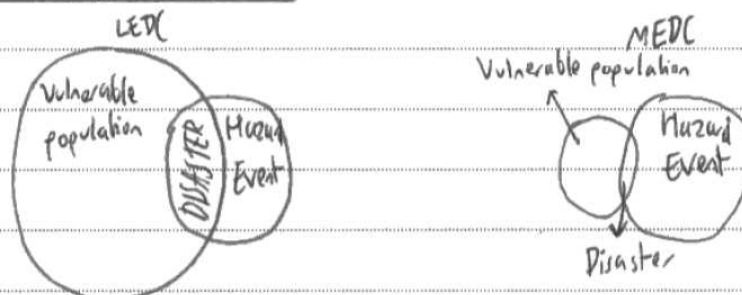 LEDC
Vulnerable
population
DISASTER
Hazard
Event
MEDC
Vulnerable population
Hazard
Event
Disaster